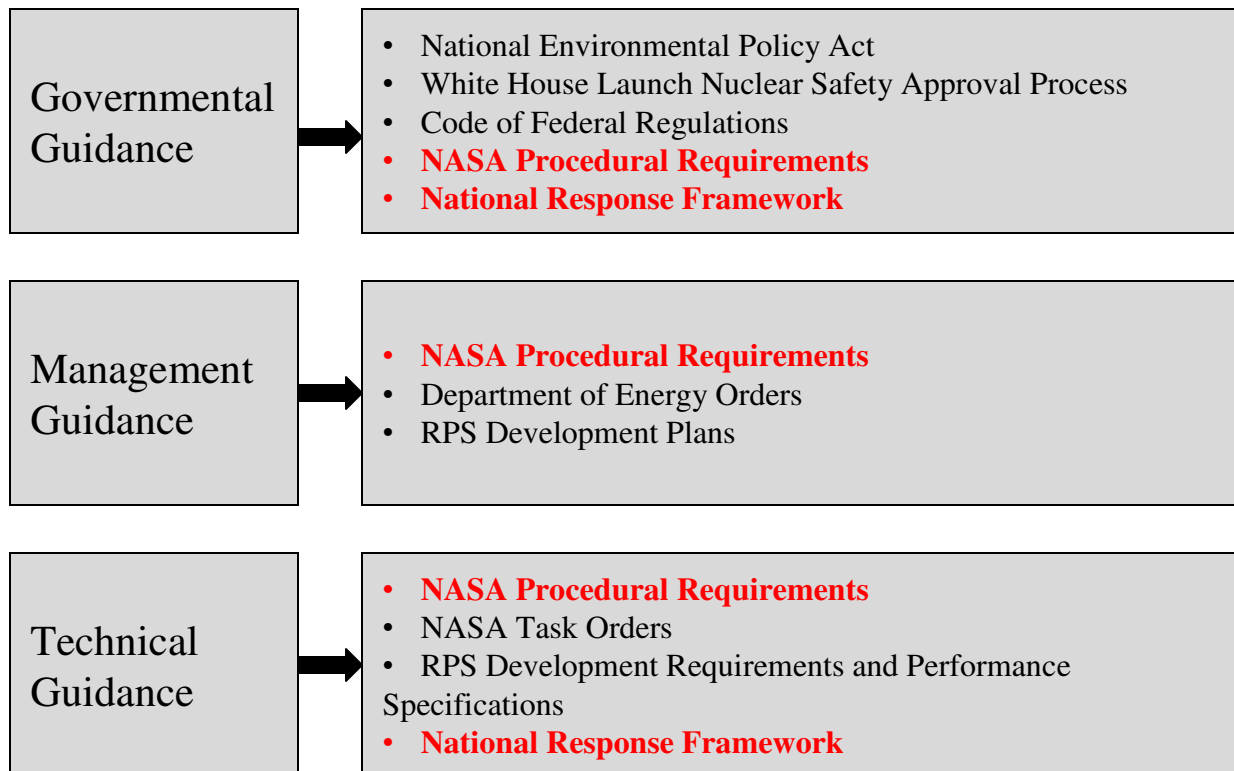 Governmental
Guidance
• National Environmental Policy Act
• White House Launch Nuclear Safety Approval Process
• Code of Federal Regulations
• NASA Procedural Requirements
• National Response Framework
Management
Guidance
• NASA Procedural Requirements
• Department of Energy Orders
• RPS Development Plans
Technical
Guidance
• NASA Procedural Requirements
• NASA Task Orders
• RPS Development Requirements and Performance
Specifications
• National Response Framework